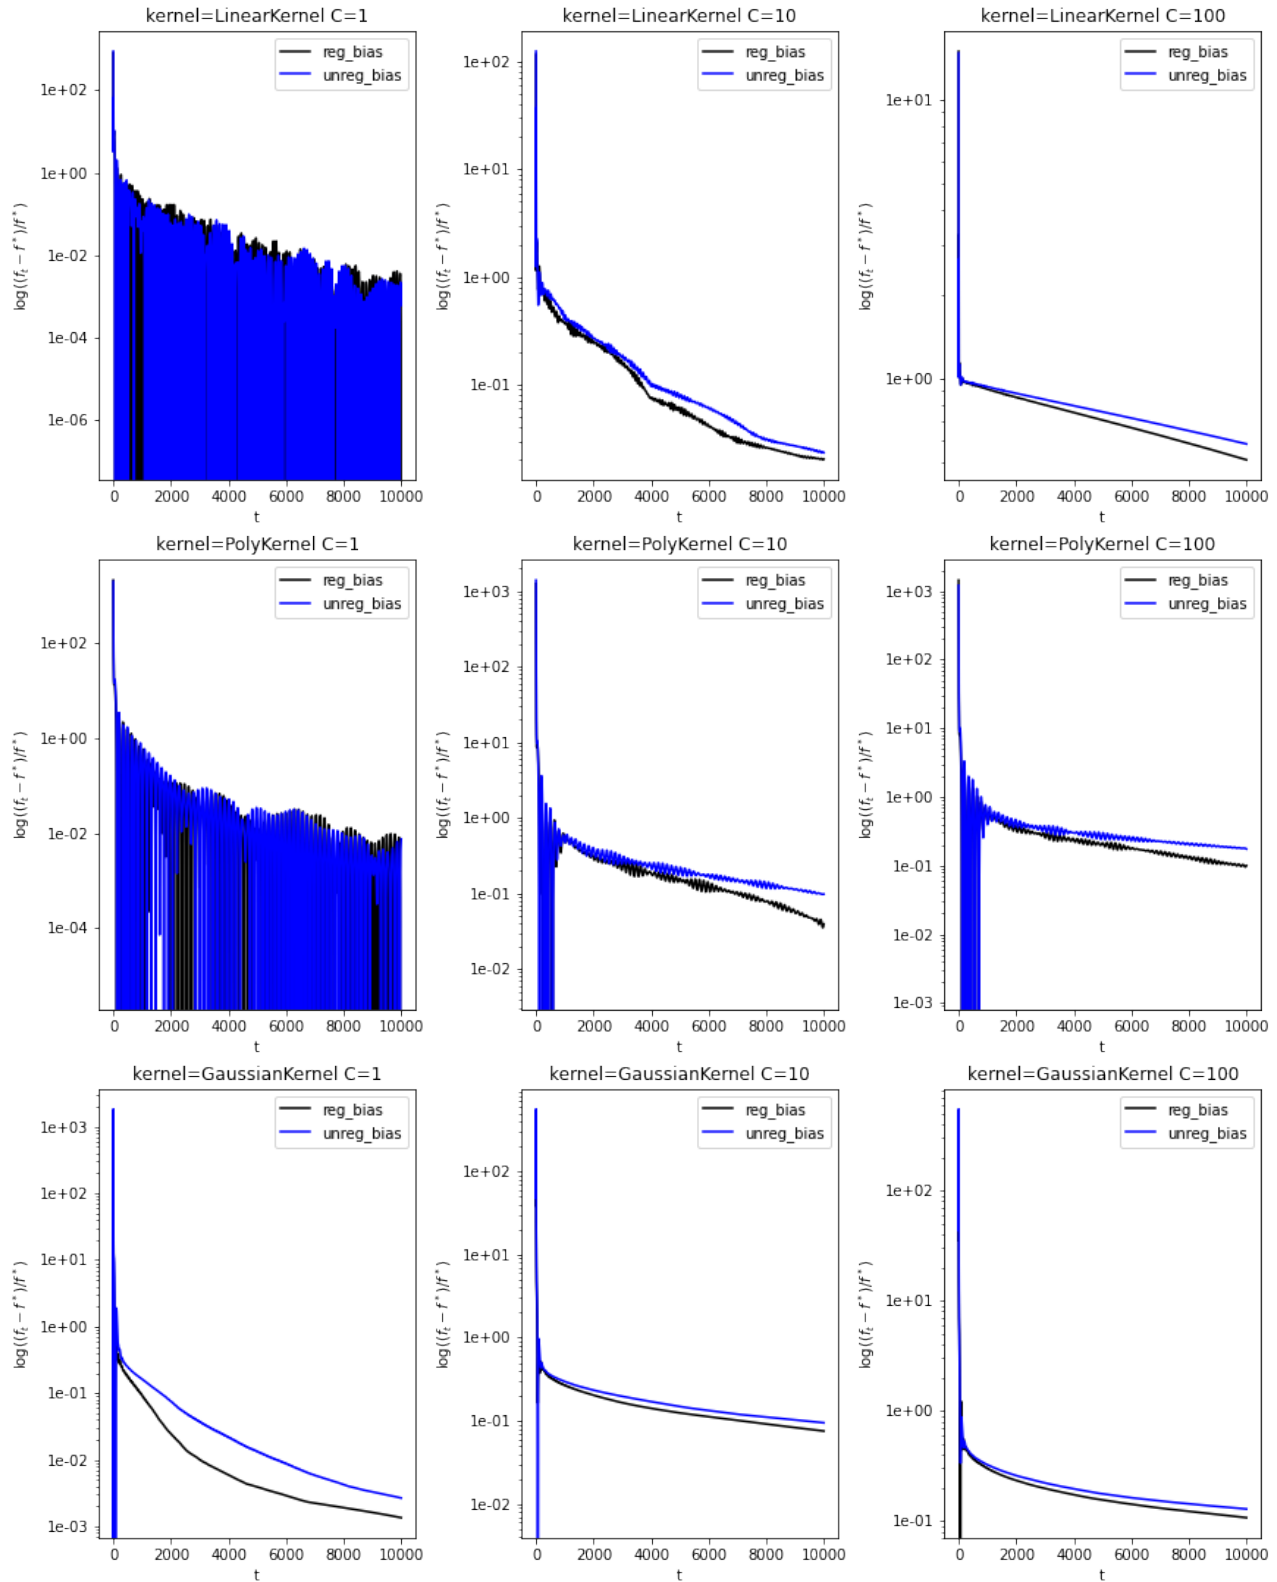 kernel=LinearKernel C=1
reg_bias
unreg_bias
1e+02
1e+00
1e-02
1e-04
1e-06
log((f_t − f*)/f*)
0 2000 4000 6000 8000 10000
t
kernel=LinearKernel C=10
reg_bias
unreg_bias
1e+02
1e+01
1e+00
1e-01
log((f_t − f*)/f*)
0 2000 4000 6000 8000 10000
t
kernel=LinearKernel C=100
reg_bias
unreg_bias
1e+01
1e+00
log((f_t − f*)/f*)
0 2000 4000 6000 8000 10000
t
kernel=PolyKernel C=1
reg_bias
unreg_bias
1e+02
1e+00
1e-02
1e-04
log((f_t − f*)/f*)
0 2000 4000 6000 8000 10000
t
kernel=PolyKernel C=10
reg_bias
unreg_bias
1e+03
1e+02
1e+01
1e+00
1e-01
1e-02
log((f_t − f*)/f*)
0 2000 4000 6000 8000 10000
t
kernel=PolyKernel C=100
reg_bias
unreg_bias
1e+03
1e+02
1e+01
1e+00
1e-01
1e-02
1e-03
log((f_t − f*)/f*)
0 2000 4000 6000 8000 10000
t
kernel=GaussianKernel C=1
reg_bias
unreg_bias
1e+03
1e+02
1e+01
1e+00
1e-01
1e-02
1e-03
log((f_t − f*)/f*)
0 2000 4000 6000 8000 10000
t
kernel=GaussianKernel C=10
reg_bias
unreg_bias
1e+02
1e+01
1e+00
1e-01
1e-02
log((f_t − f*)/f*)
0 2000 4000 6000 8000 10000
t
kernel=GaussianKernel C=100
reg_bias
unreg_bias
1e+02
1e+01
1e+00
1e-01
log((f_t − f*)/f*)
0 2000 4000 6000 8000 10000
t